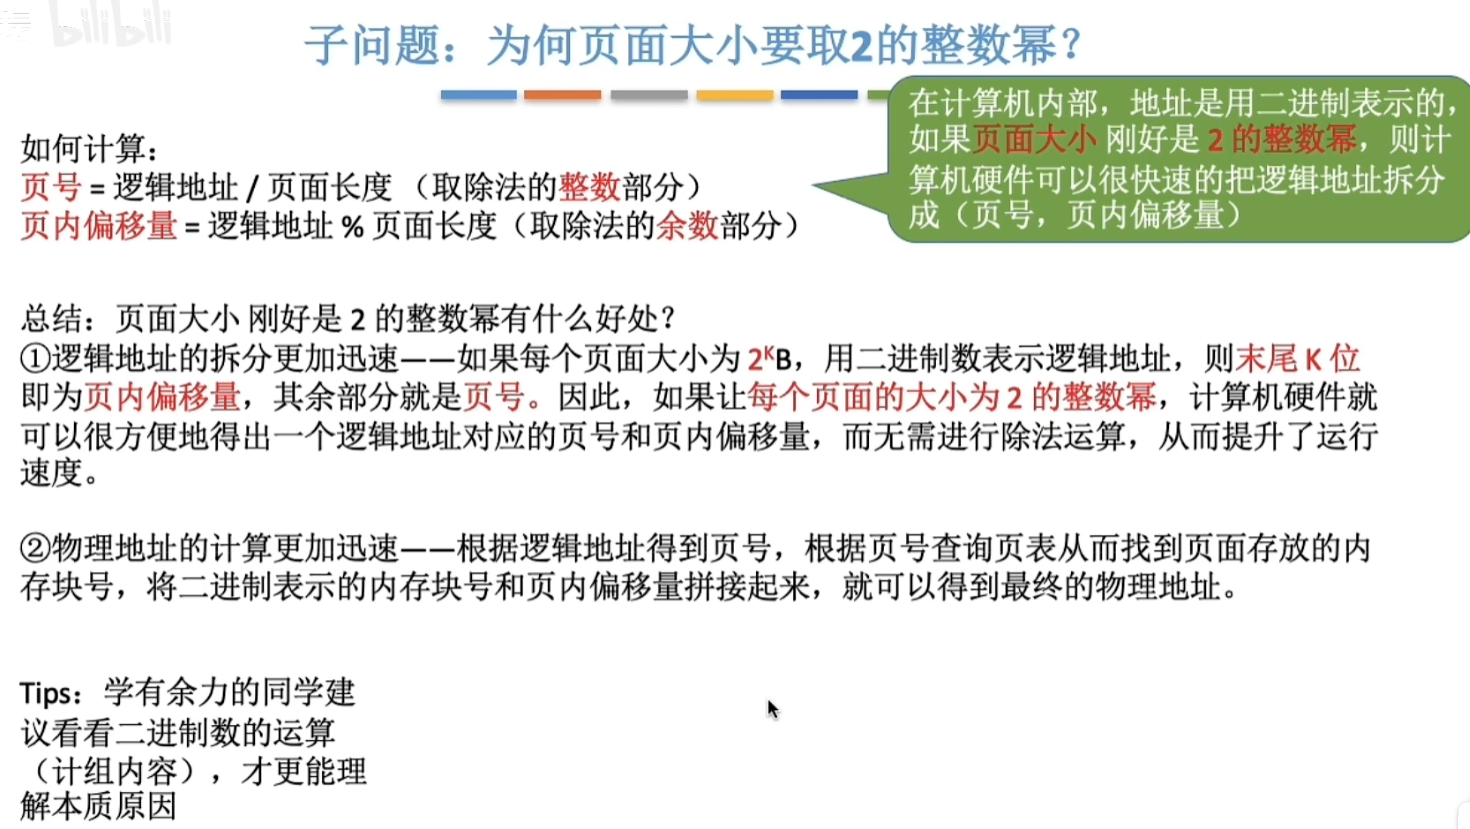 bilibili
子问题：为何页面大小要取2的整数幂？
在计算机内部，地址是用二进制表示的，
如果页面大小 刚好是 2 的整数幂，则计
算机硬件可以很快速的把逻辑地址拆分
成（页号，页内偏移量）
如何计算：
页号 = 逻辑地址 / 页面长度 （取除法的整数部分）
页内偏移量 = 逻辑地址 % 页面长度（取除法的余数部分）
总结：页面大小 刚好是 2 的整数幂有什么好处？
①逻辑地址的拆分更加迅速——如果每个页面大小为 2ᴷB，用二进制数表示逻辑地址，则末尾 K 位
即为页内偏移量，其余部分就是页号。因此，如果让每个页面的大小为 2 的整数幂，计算机硬件就
可以很方便地得出一个逻辑地址对应的页号和页内偏移量，而无需进行除法运算，从而提升了运行
速度。
②物理地址的计算更加迅速——根据逻辑地址得到页号，根据页号查询页表从而找到页面存放的内
存块号，将二进制表示的内存块号和页内偏移量拼接起来，就可以得到最终的物理地址。
Tips：学有余力的同学建
议看看二进制数的运算
（计组内容），才更能理
解本质原因